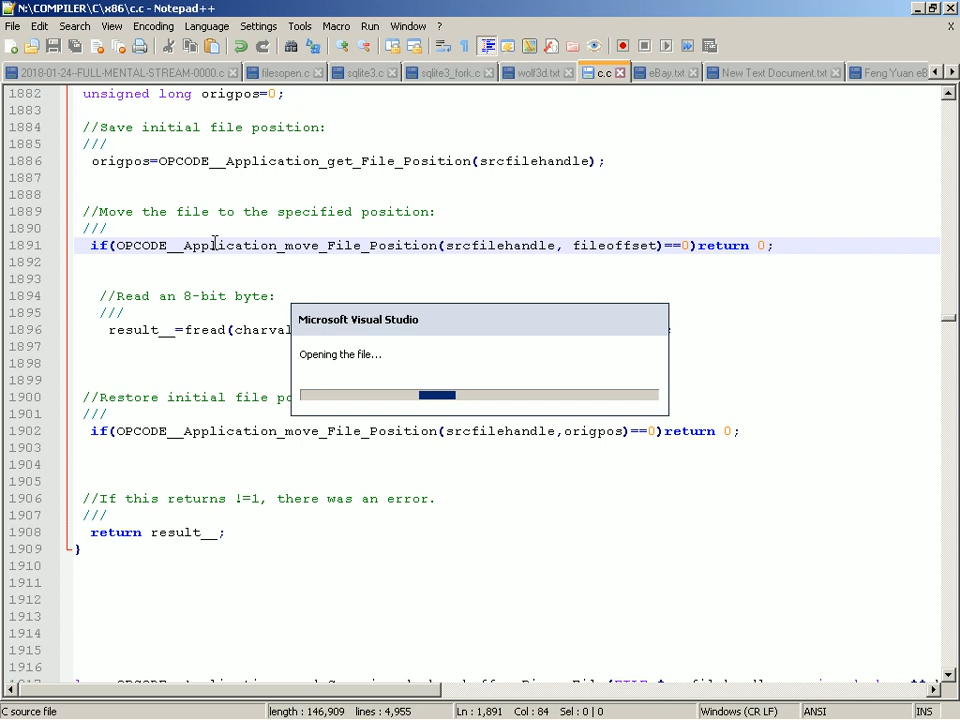 N:\COMPILER\C\x86\c.c - Notepad++
File Edit Search View Encoding Language Settings Tools Macro Run Window ? X
2018-01-24-FULL-MENTAL-STREAM-0000.c filesopen.c sqlite3.c sqlite3_fork.c wolf3d.txt c.c eBay.txt New Text Document.txt Feng Yuan eB
1882 unsigned long origpos=0;
1883
1884 //Save initial file position:
1885 ///
1886 origpos=OPCODE__Application_get_File_Position(srcfilehandle);
1887
1888
1889 //Move the file to the specified position:
1890 ///
1891 if(OPCODE__Application_move_File_Position(srcfilehandle, fileoffset)==0)return 0;
1892
1893
1894 //Read an 8-bit byte:
1895 ///
1896 result__=fread(charval ;
1897
1898
1899
1900 //Restore initial file po
1901 ///
1902 if(OPCODE__Application_move_File_Position(srcfilehandle,origpos)==0)return 0;
1903
1904
1905
1906 //If this returns !=1, there was an error.
1907 ///
1908 return result__;
1909 }
1910
1911
1912
1913
1914
1915
1916
Microsoft Visual Studio
Opening the file...
C source file length : 146,909 lines : 4,955 Ln : 1,891 Col : 84 Sel : 0 | 0 Windows (CR LF) ANSI INS